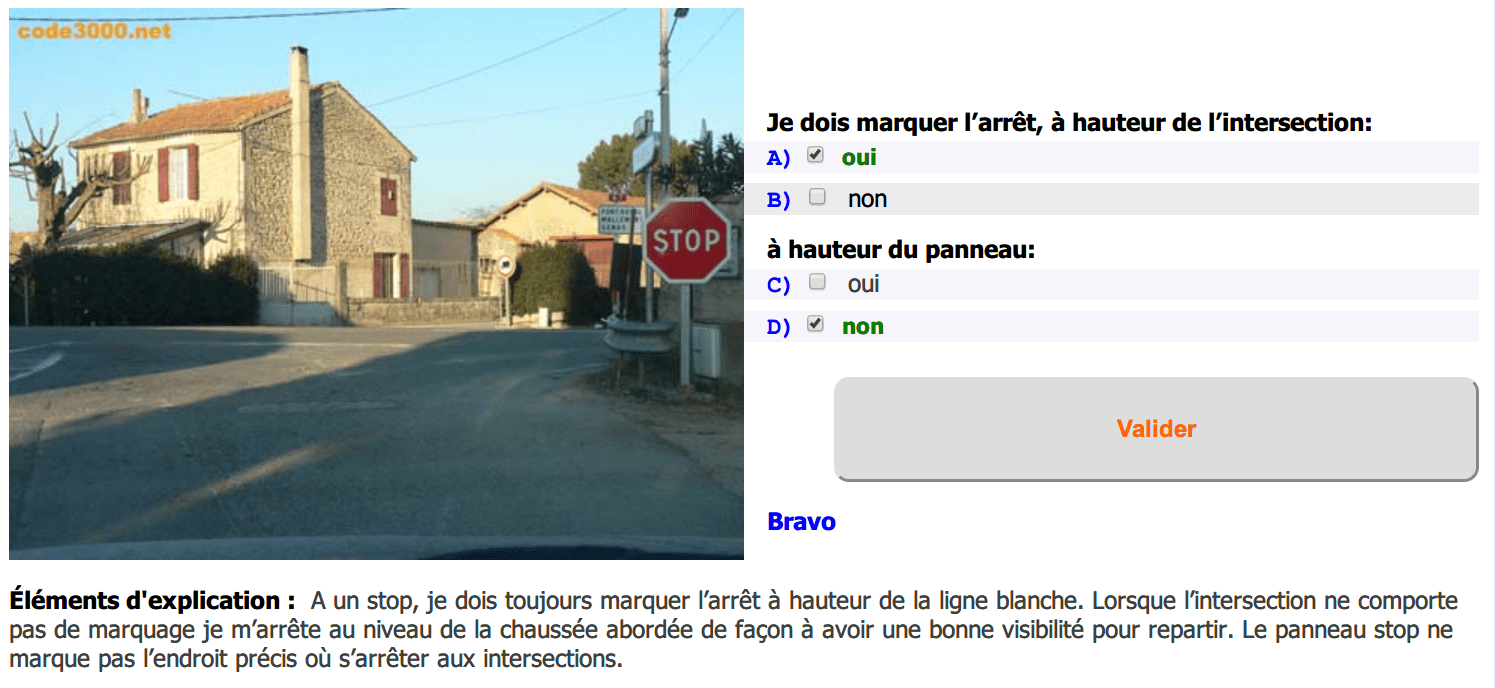 code3000.net
STOP
Je dois marquer l’arrêt, à hauteur de l’intersection:
A) oui
B) non
à hauteur du panneau:
C) oui
D) non
Valider
Bravo
Éléments d'explication : A un stop, je dois toujours marquer l’arrêt à hauteur de la ligne blanche. Lorsque l’intersection ne comporte
pas de marquage je m’arrête au niveau de la chaussée abordée de façon à avoir une bonne visibilité pour repartir. Le panneau stop ne
marque pas l’endroit précis où s’arrêter aux intersections.